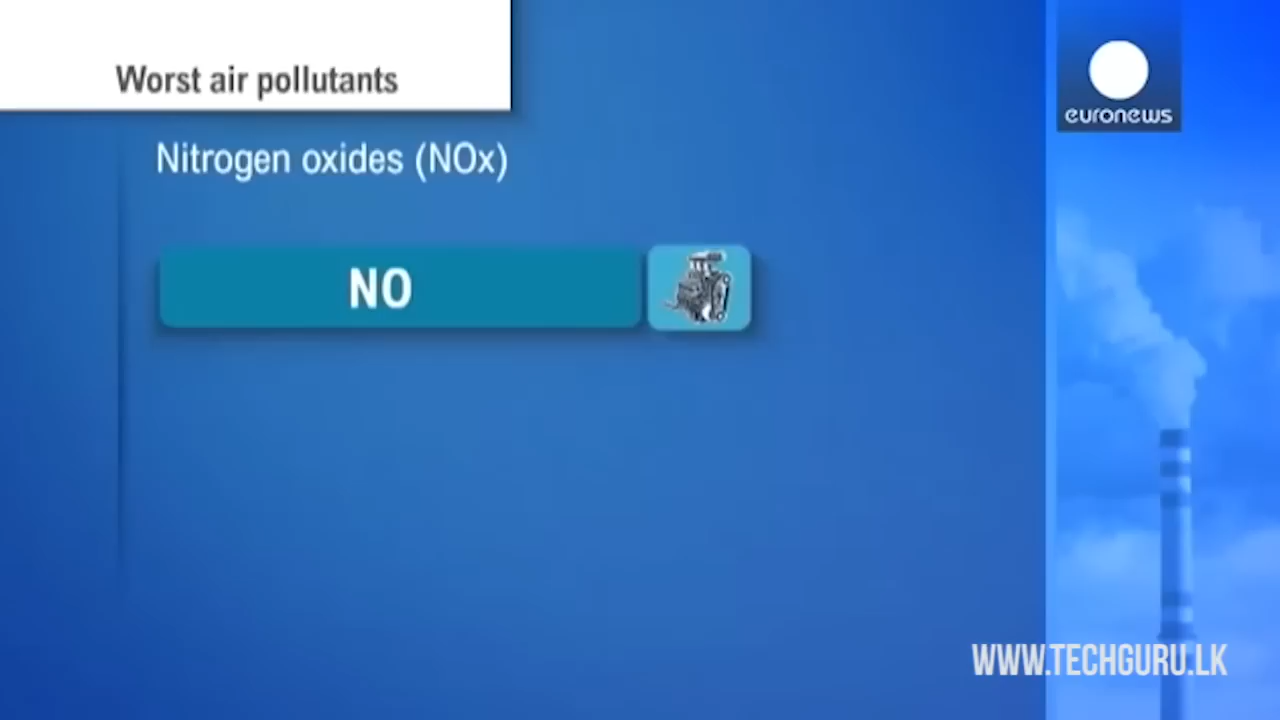 Worst air pollutants
euronews
Nitrogen oxides (NOx)
NO
WWW.TECHGURU.LK